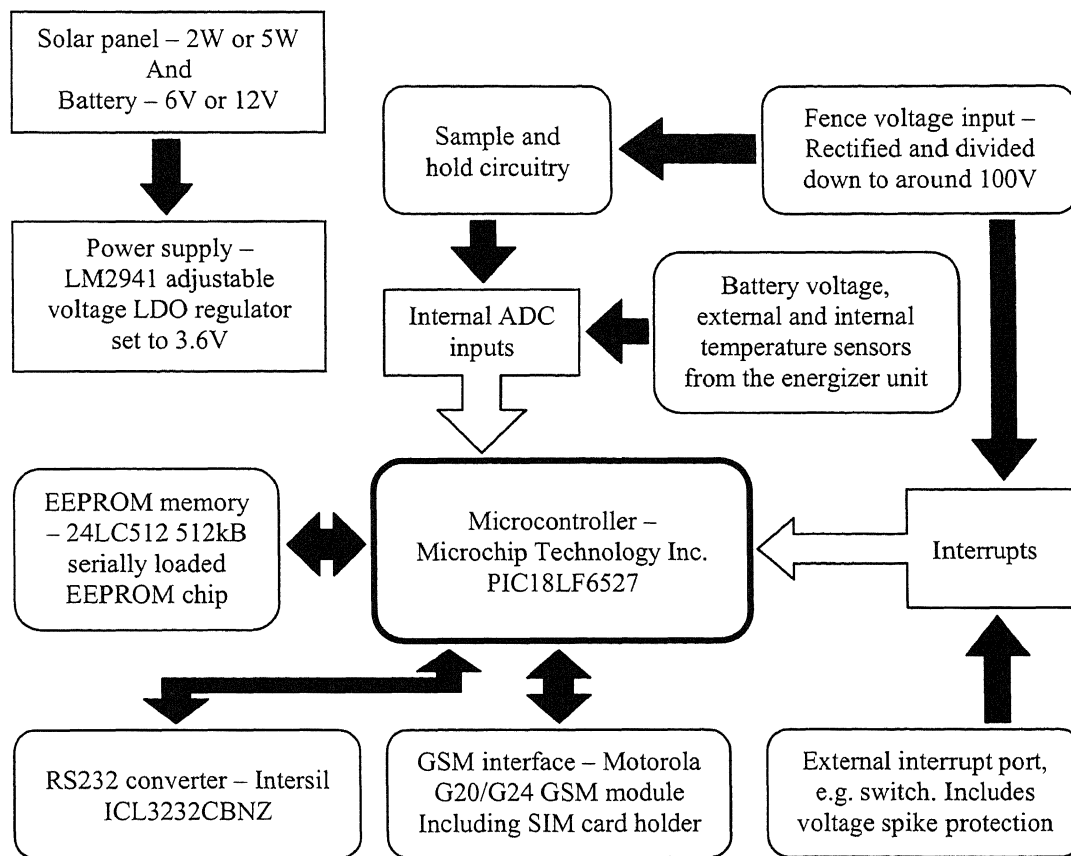 Solar panel – 2W or 5W
And
Battery – 6V or 12V
Sample and
hold circuitry
Fence voltage input –
Rectified and divided
down to around 100V
Power supply –
LM2941 adjustable
voltage LDO regulator
set to 3.6V
Internal ADC
inputs
Battery voltage,
external and internal
temperature sensors
from the energizer unit
EEPROM memory
– 24LC512 512kB
serially loaded
EEPROM chip
Microcontroller –
Microchip Technology Inc.
PIC18LF6527
Interrupts
RS232 converter – Intersil
ICL3232CBNZ
GSM interface – Motorola
G20/G24 GSM module
Including SIM card holder
External interrupt port,
e.g. switch. Includes
voltage spike protection